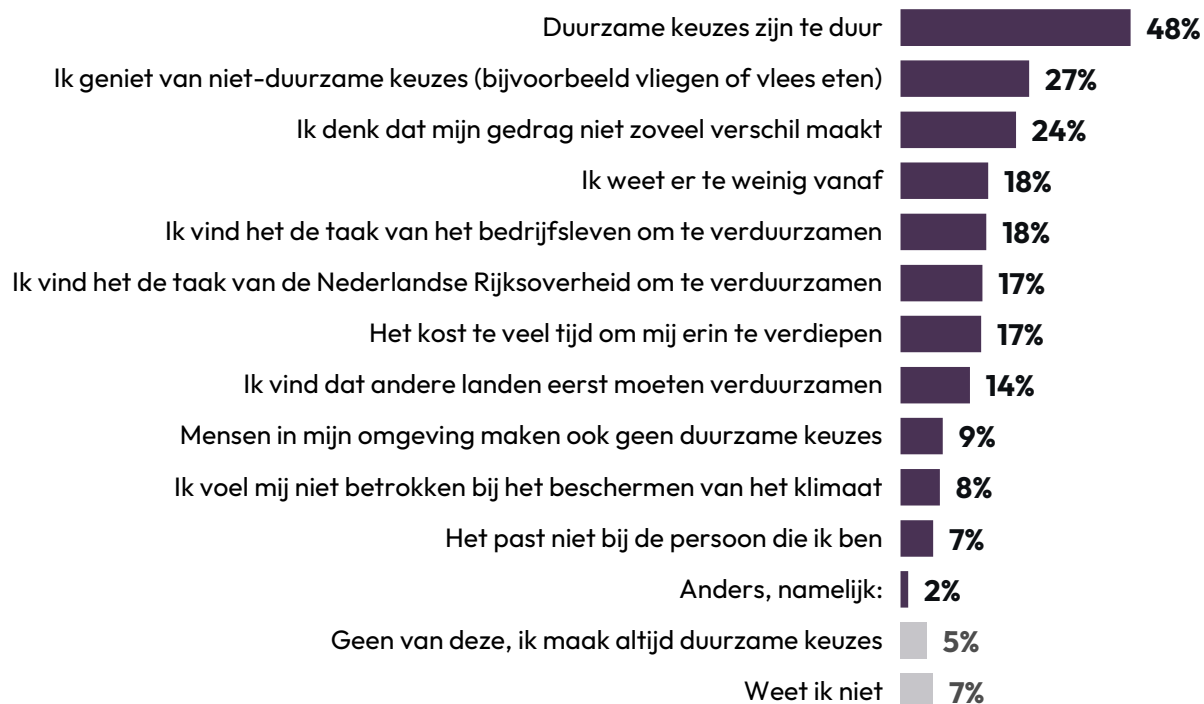 Duurzame keuzes zijn te duur 48%
Ik geniet van niet-duurzame keuzes (bijvoorbeeld vliegen of vlees eten) 27%
Ik denk dat mijn gedrag niet zoveel verschil maakt 24%
Ik weet er te weinig vanaf 18%
Ik vind het de taak van het bedrijfsleven om te verduurzamen 18%
Ik vind het de taak van de Nederlandse Rijksoverheid om te verduurzamen 17%
Het kost te veel tijd om mij erin te verdiepen 17%
Ik vind dat andere landen eerst moeten verduurzamen 14%
Mensen in mijn omgeving maken ook geen duurzame keuzes 9%
Ik voel mij niet betrokken bij het beschermen van het klimaat 8%
Het past niet bij de persoon die ik ben 7%
Anders, namelijk: 2%
Geen van deze, ik maak altijd duurzame keuzes 5%
Weet ik niet 7%